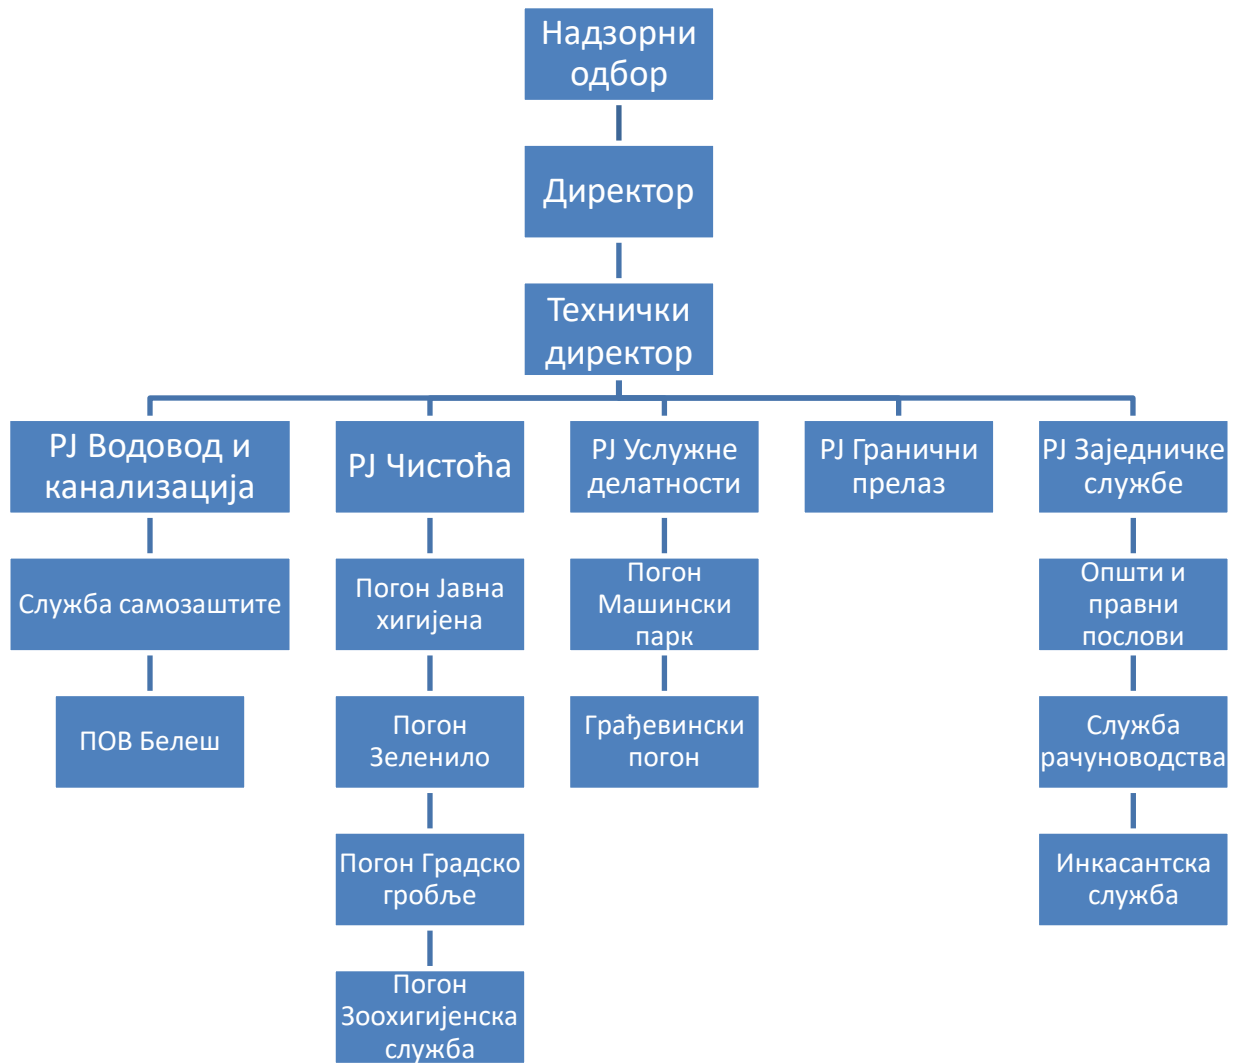 Надзорни
одбор
Директор
Технички
директор
РЈ Водовод и
канализација
РЈ Чистоћа
РЈ Услужне
делатности
РЈ Гранични
прелаз
РЈ Заједничке
службе
Служба самозаштите
Погон Јавна
хигијена
Погон
Машински
парк
Општи и
правни
послови
ПОВ Белеш
Погон
Зеленило
Грађевински
погон
Служба
рачуноводства
Погон Градско
гробље
Инкасантска
служба
Погон
Зоохигијенска
служба